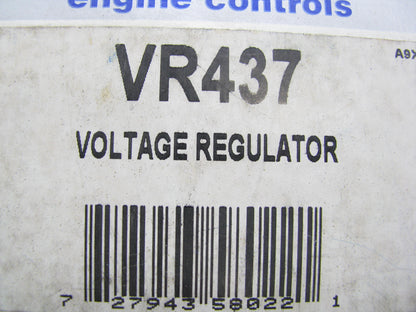 engine controls
A9X
VR437
VOLTAGE REGULATOR
7 27943 58022 1